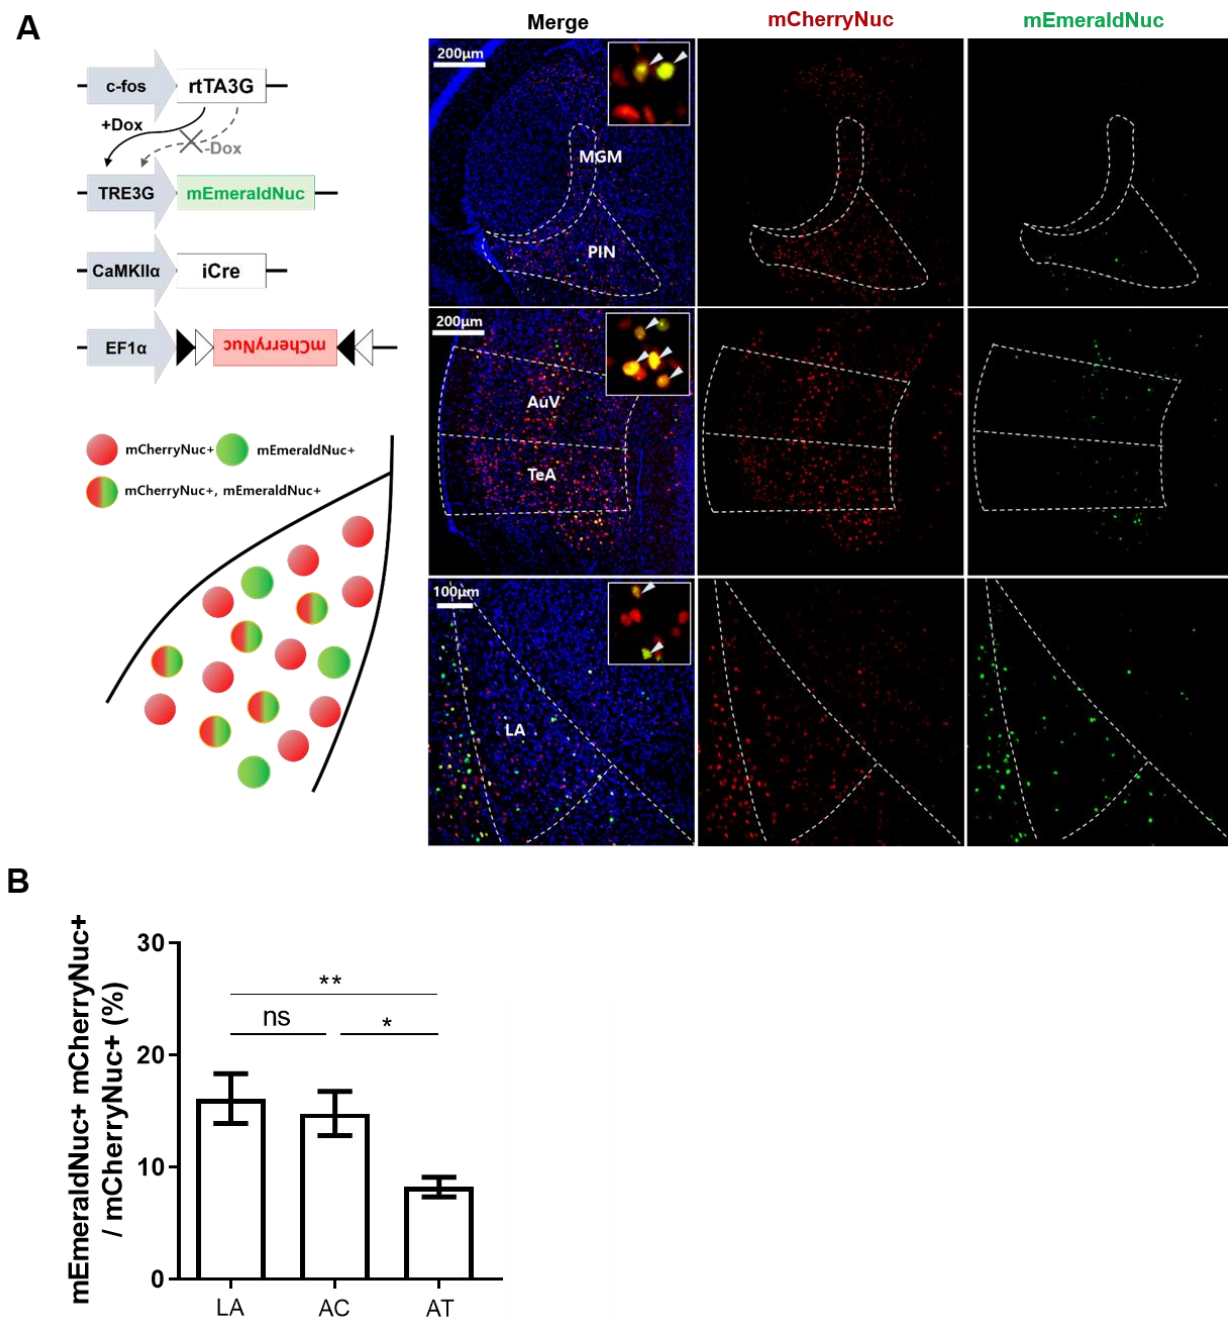 A
Merge
mCherryNuc
mEmeraldNuc
c-fos
rtTA3G
+Dox
-Dox
TRE3G
mEmeraldNuc
CaMKIIα
iCre
EF1α
mCherryNuc
mCherryNuc+
mEmeraldNuc+
mCherryNuc+, mEmeraldNuc+
200μm
MGM
PIN
200μm
AuV
TeA
100μm
LA
B
mEmeraldNuc+ mCherryNuc+
/ mCherryNuc+ (%)
30
20
10
0
**
ns
*
LA
AC
AT